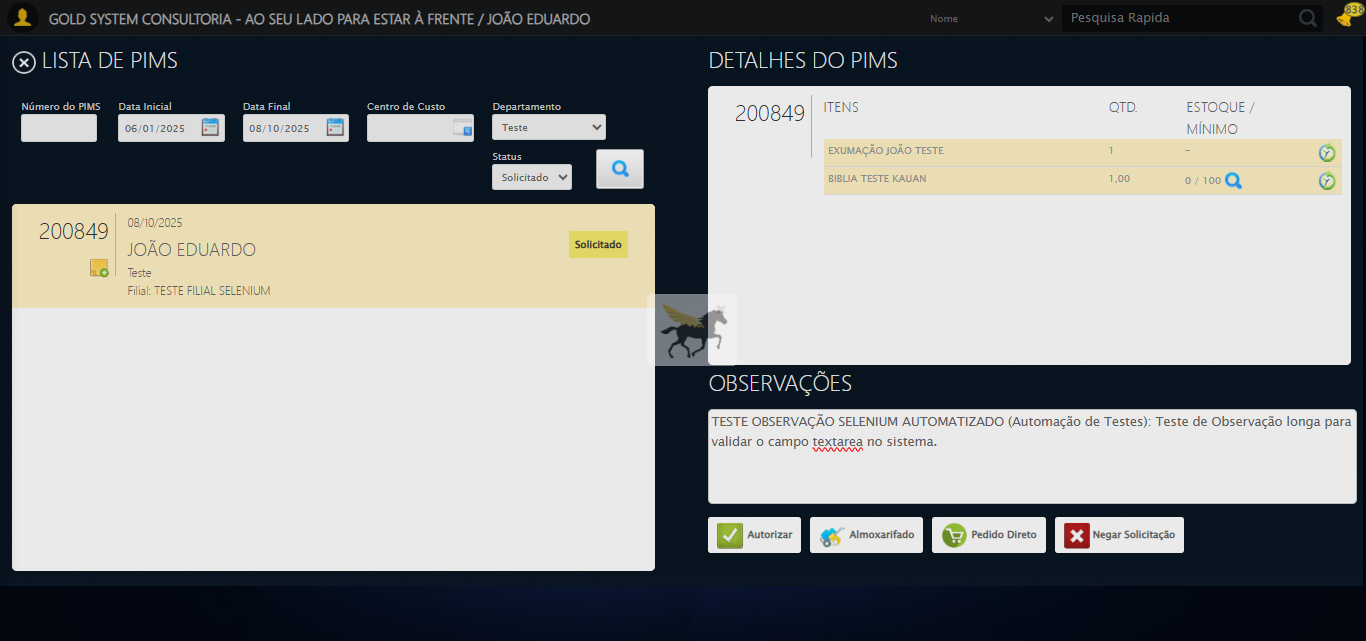 GOLD SYSTEM CONSULTORIA - AO SEU LADO PARA ESTAR À FRENTE / JOÃO EDUARDO
Nome
Pesquisa Rapida
838
LISTA DE PIMS
Número do PIMS
Data Inicial
Data Final
Centro de Custo
Departamento
06/01/2025
08/10/2025
Teste
Status
Solicitado
200849
08/10/2025
JOÃO EDUARDO
Teste
Filial: TESTE FILIAL SELENIUM
Solicitado
DETALHES DO PIMS
200849
ITENS
QTD.
ESTOQUE /
MÍNIMO
EXUMAÇÃO JOÃO TESTE
1
-
BIBLIA TESTE KAUAN
1,00
0 / 100
OBSERVAÇÕES
TESTE OBSERVAÇÃO SELENIUM AUTOMATIZADO (Automação de Testes): Teste de Observação longa para
validar o campo textarea no sistema.
Autorizar
Almoxarifado
Pedido Direto
Negar Solicitação